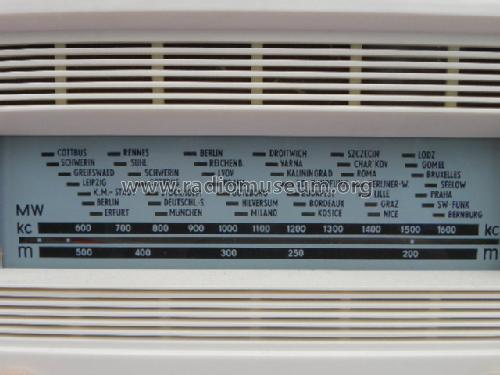 COTTBUS RENNES BERLIN DROITWICH SZCZECIN LODZ
SCHWERIN SUHL REICHENB. VARNA CHAR'KOV GOMEL
GREIFSWALD SCHWERIN LVOV KALININGRAD ROMA BRUXELLES
LEIPZIG BERLINER-W. SEELOW
K.M.-STADT LILLE PRAHA
www.radiomuseum.org
BERLIN DEUTSCHL.-S. HILVERSUM BORDEAUX GRAZ SW-FUNK
ERFURT MÜNCHEN MILANO KOSICE NICE BERNBURG
MW
kc 600 700 800 900 1000 1100 1200 1300 1400 1500 1600 kc
m 500 400 300 250 200 m